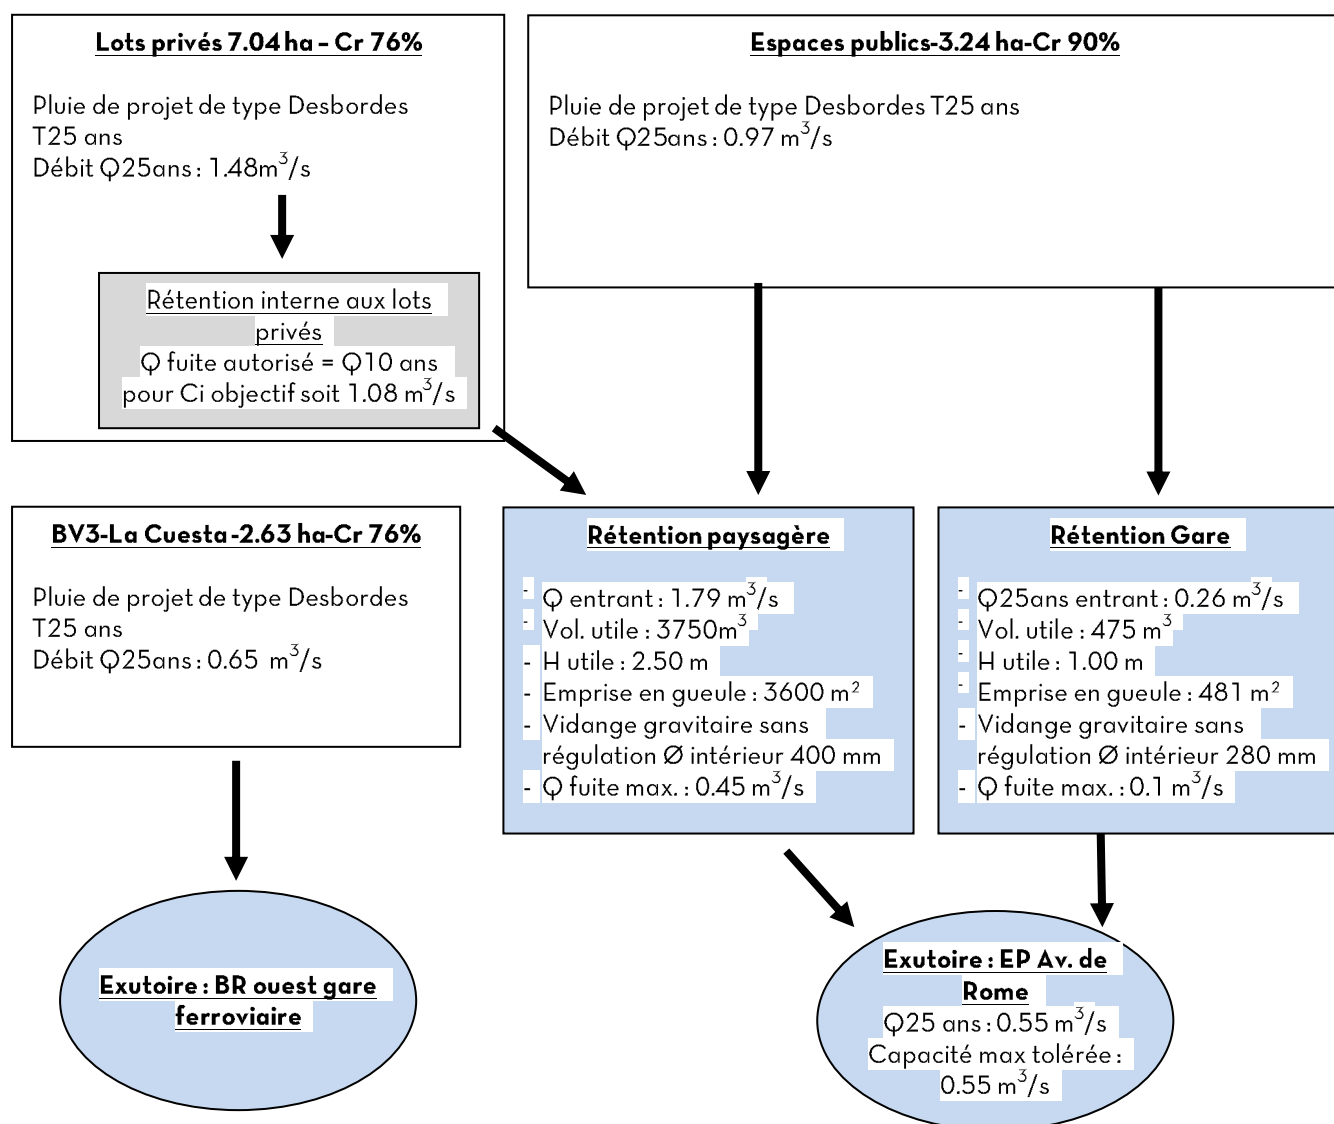 Lots privés 7.04 ha – Cr 76%
Pluie de projet de type Desbordes
T25 ans
Débit Q25ans : 1.48m³/s
Rétention interne aux lots
privés
Q fuite autorisé = Q10 ans
pour Ci objectif soit 1.08 m³/s
Espaces publics-3.24 ha-Cr 90%
Pluie de projet de type Desbordes T25 ans
Débit Q25ans : 0.97 m³/s
BV3-La Cuesta -2.63 ha-Cr 76%
Pluie de projet de type Desbordes
T25 ans
Débit Q25ans : 0.65 m³/s
Rétention paysagère
- Q entrant : 1.79 m³/s
- Vol. utile : 3750m³
- H utile : 2.50 m
- Emprise en gueule : 3600 m²
- Vidange gravitaire sans
régulation Ø intérieur 400 mm
- Q fuite max. : 0.45 m³/s
Rétention Gare
- Q25ans entrant : 0.26 m³/s
- Vol. utile : 475 m³
- H utile : 1.00 m
- Emprise en gueule : 481 m²
- Vidange gravitaire sans
régulation Ø intérieur 280 mm
- Q fuite max. : 0.1 m³/s
Exutoire : BR ouest gare
ferroviaire
Exutoire : EP Av. de
Rome
Q25 ans : 0.55 m³/s
Capacité max tolérée :
0.55 m³/s